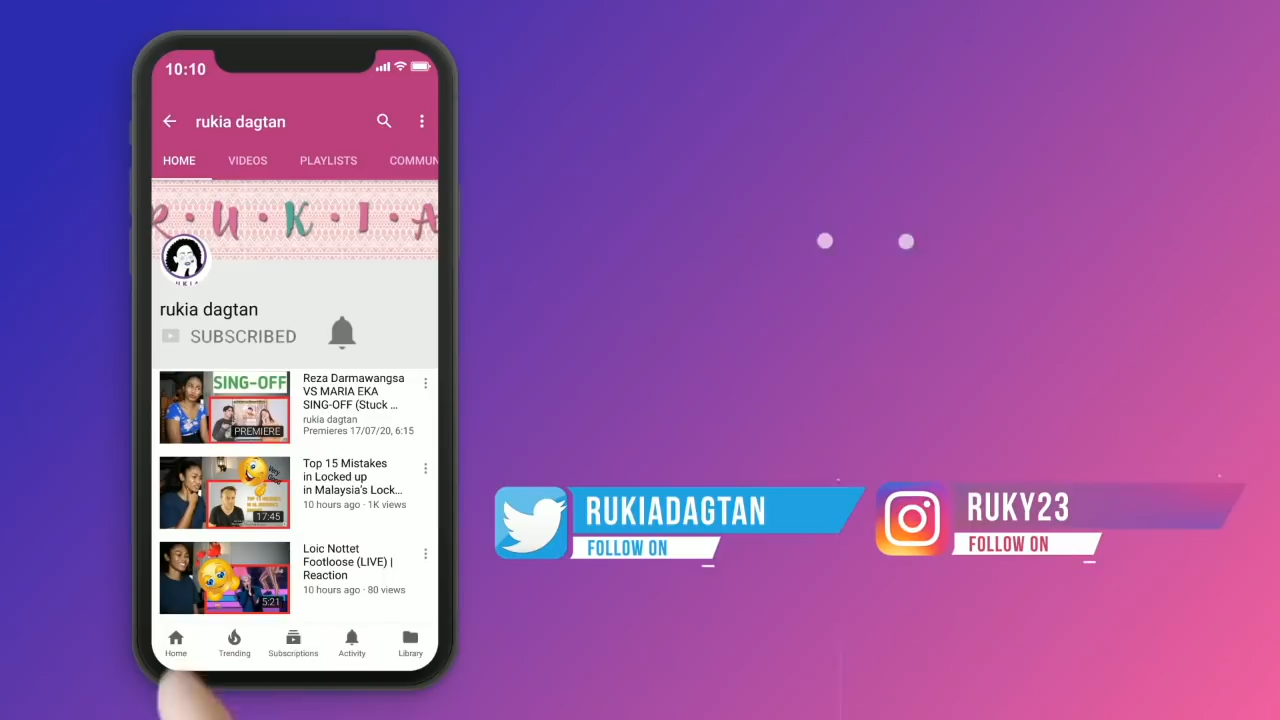 10:10
rukia dagtan
HOME VIDEOS PLAYLISTS COMMUN
R·U·K·I·A
rukia dagtan
SUBSCRIBED
SING-OFF
PREMIERE
Reza Darmawangsa
VS MARIA EKA
SING-OFF (Stuck ...
rukia dagtan
Premieres 17/07/20, 6:15
17:45
Top 15 Mistakes
in Locked up
in Malaysia's Lock...
10 hours ago · 1K views
5:21
Loic Nottet
Footloose (LIVE) |
Reaction
10 hours ago · 80 views
Home Trending Subscriptions Activity Library
RUKIADAGTAN
FOLLOW ON
RUKY23
FOLLOW ON